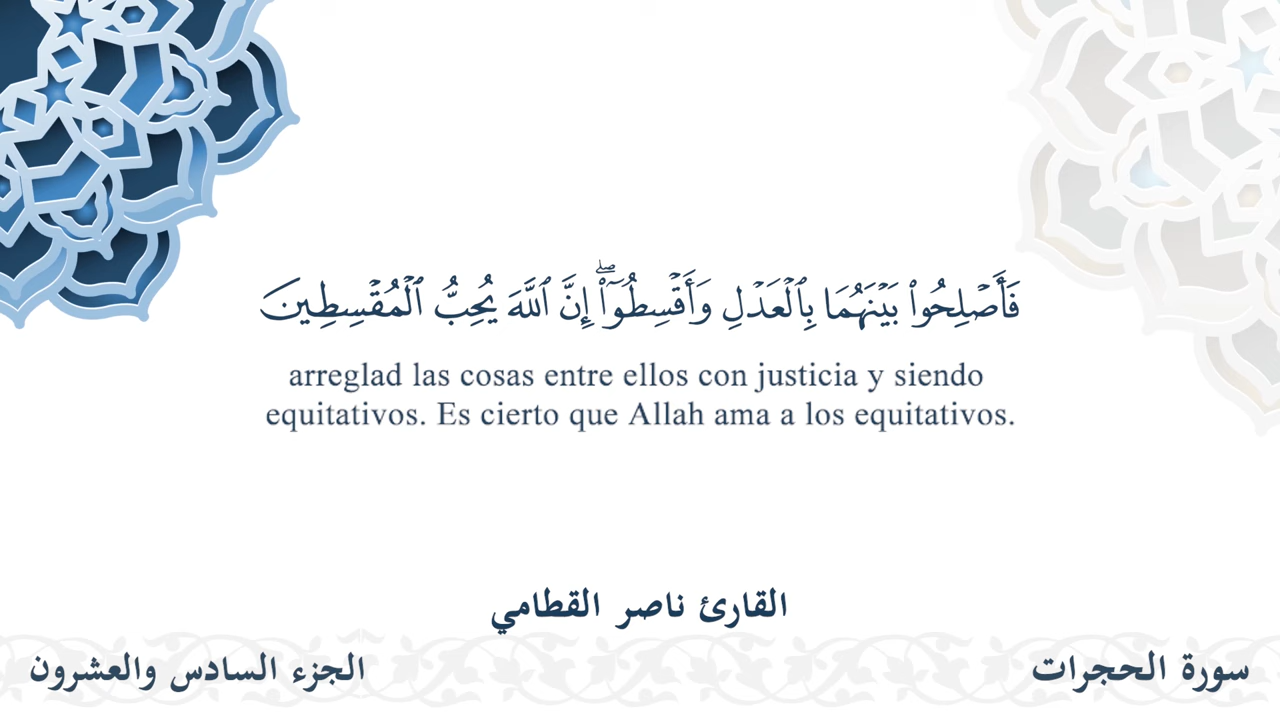 فَأَصْلِحُوا۟ بَيْنَهُمَا بِٱلْعَدْلِ وَأَقْسِطُوٓا۟ ۖ إِنَّ ٱللَّهَ يُحِبُّ ٱلْمُقْسِطِينَ
arreglad las cosas entre ellos con justicia y siendo
equitativos. Es cierto que Allah ama a los equitativos.
القارئ ناصر القطامي
سورة الحجرات
الجزء السادس والعشرون